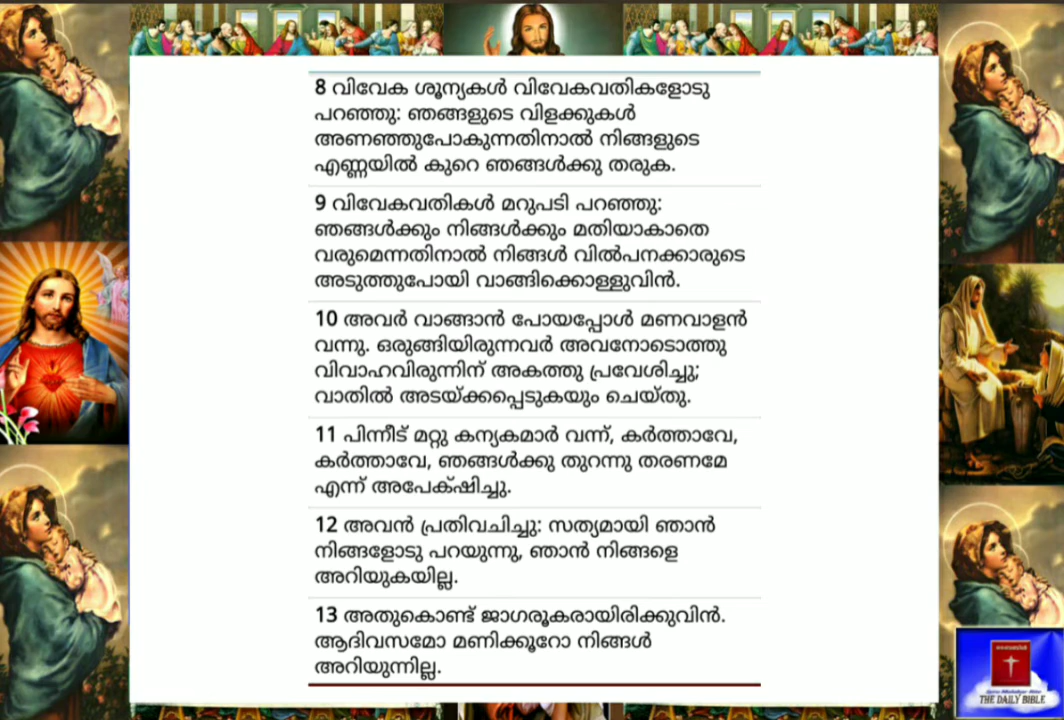 8 വിവേക ശൂന്യകൾ വിവേകവതികളോടു
പറഞ്ഞു: ഞങ്ങളുടെ വിളക്കുകൾ
അണഞ്ഞുപോകുന്നതിനാൽ നിങ്ങളുടെ
എണ്ണയിൽ കുറെ ഞങ്ങൾക്കു തരുക.
9 വിവേകവതികൾ മറുപടി പറഞ്ഞു:
ഞങ്ങൾക്കും നിങ്ങൾക്കും മതിയാകാതെ
വരുമെന്നതിനാൽ നിങ്ങൾ വിൽപനക്കാരുടെ
അടുത്തുപോയി വാങ്ങിക്കൊള്ളുവിൻ.
10 അവർ വാങ്ങാൻ പോയപ്പോൾ മണവാളൻ
വന്നു. ഒരുങ്ങിയിരുന്നവർ അവനോടൊത്തു
വിവാഹവിരുന്നിന് അകത്തു പ്രവേശിച്ചു;
വാതിൽ അടയ്ക്കപ്പെടുകയും ചെയ്തു.
11 പിന്നീട് മറ്റു കന്യകമാർ വന്ന്, കർത്താവേ,
കർത്താവേ, ഞങ്ങൾക്കു തുറന്നു തരണമേ
എന്ന് അപേക്‌ഷിച്ചു.
12 അവൻ പ്രതിവചിച്ചു: സത്യമായി ഞാൻ
നിങ്ങളോടു പറയുന്നു, ഞാൻ നിങ്ങളെ
അറിയുകയില്ല.
13 അതുകൊണ്ട് ജാഗരൂകരായിരിക്കുവിൻ.
ആദിവസമോ മണിക്കൂറോ നിങ്ങൾ
അറിയുന്നില്ല.
THE DAILY BIBLE